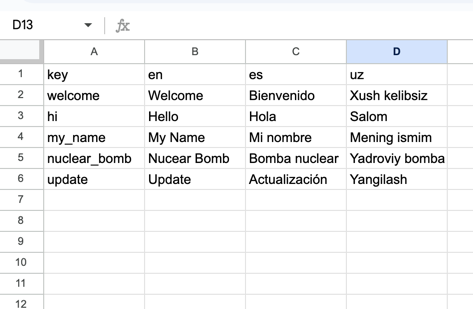 D13 fx
A B C D
1 key en es uz
2 welcome Welcome Bienvenido Xush kelibsiz
3 hi Hello Hola Salom
4 my_name My Name Mi nombre Mening ismim
5 nuclear_bomb Nucear Bomb Bomba nuclear Yadroviy bomba
6 update Update Actualización Yangilash
7
8
9
10
11
12